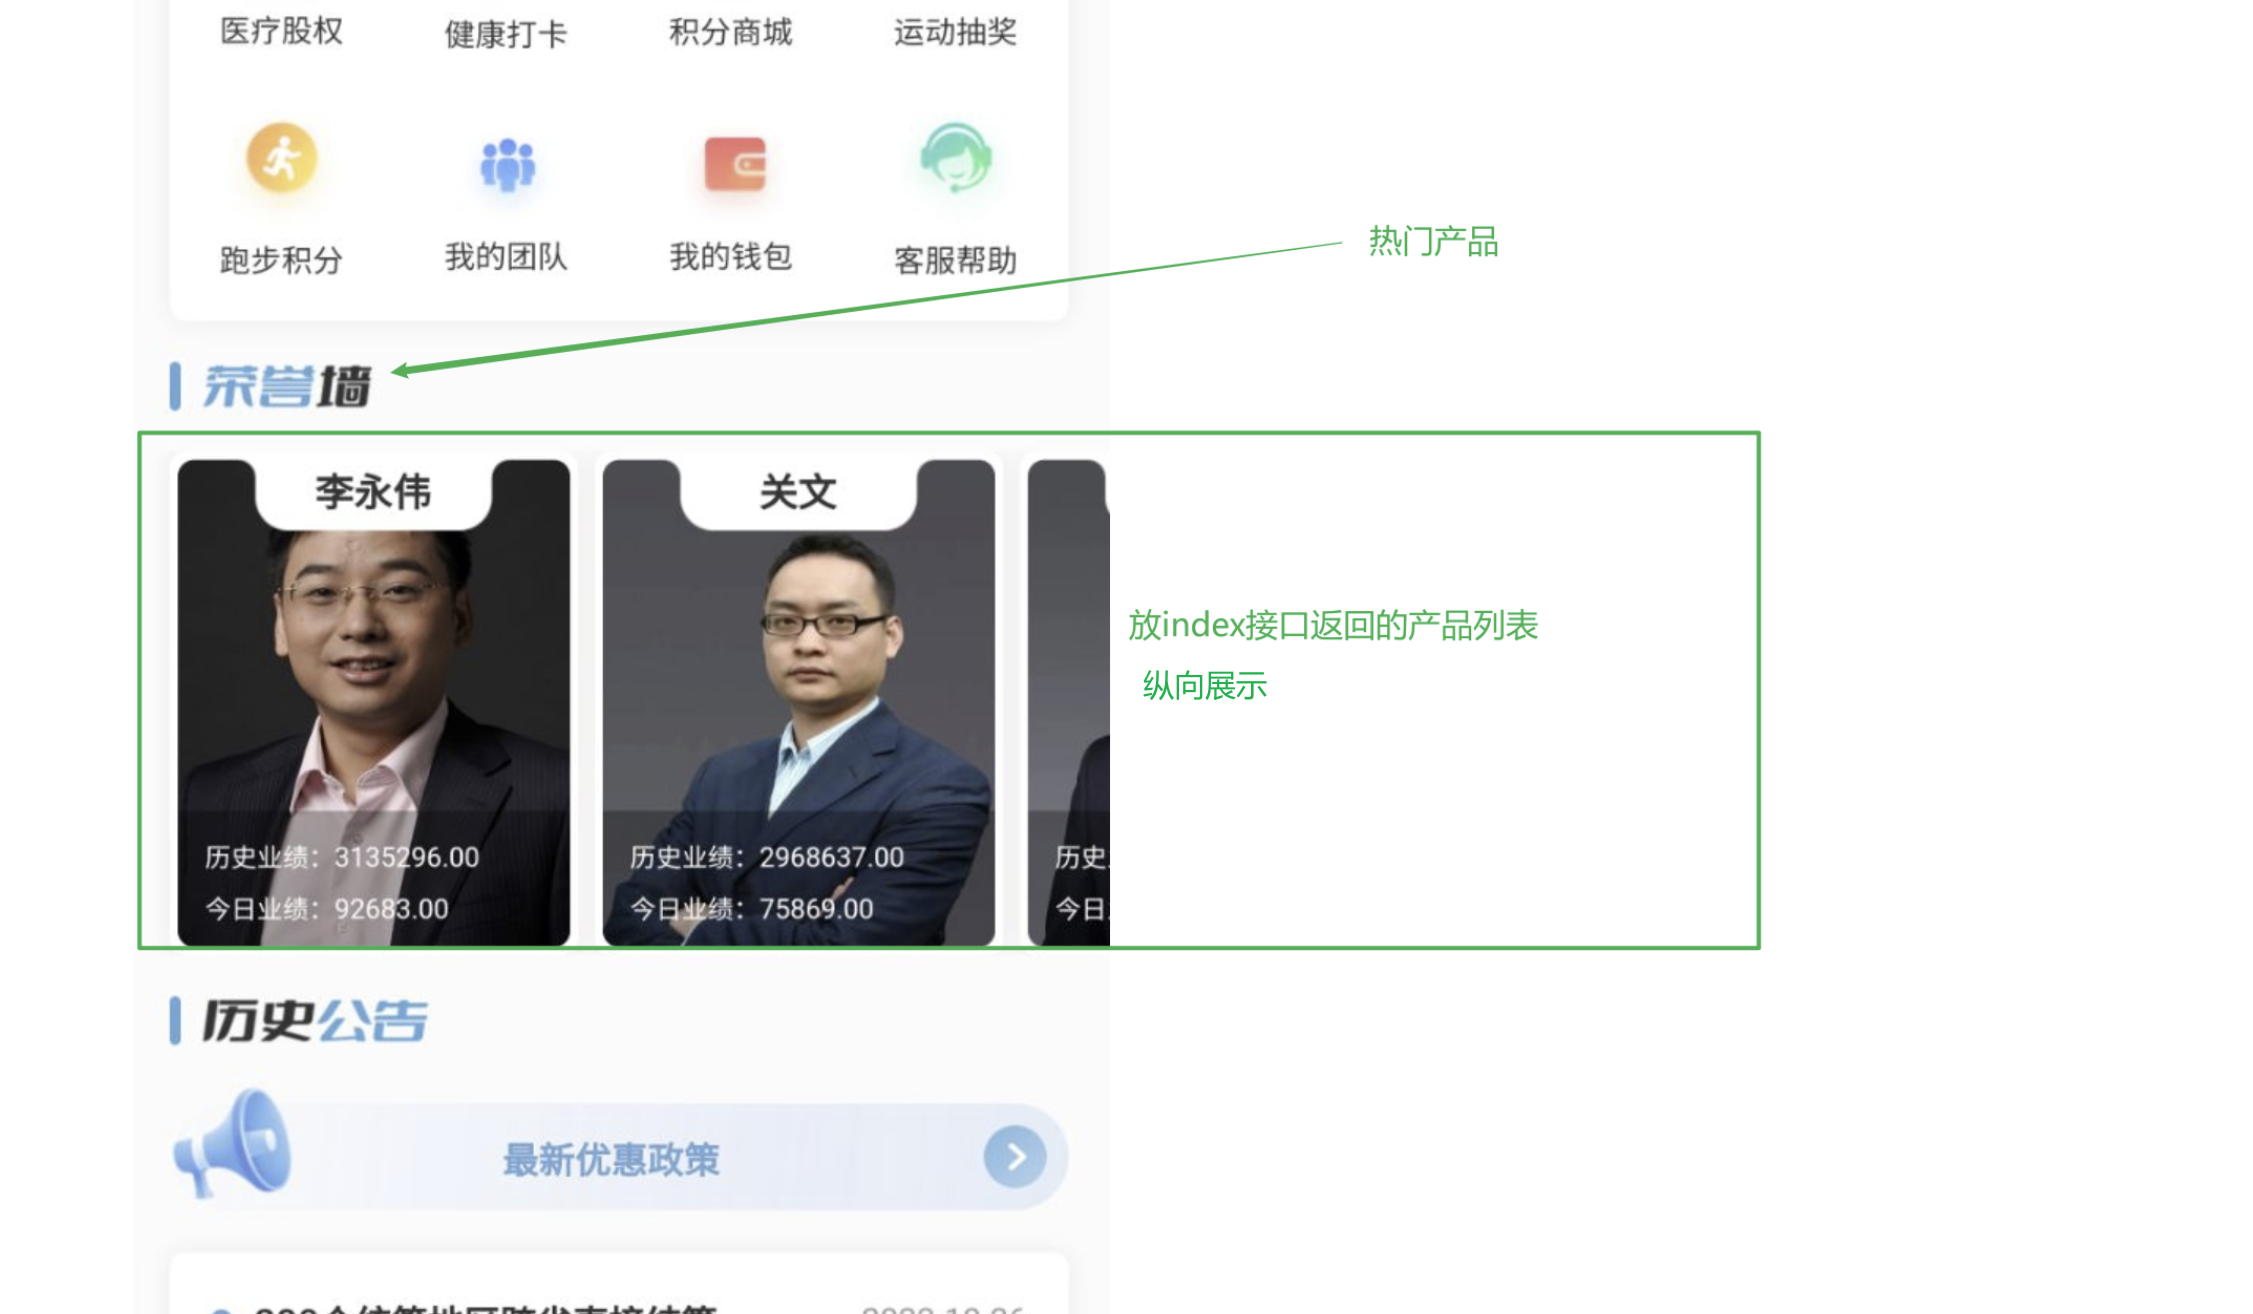 医疗股权 健康打卡 积分商城 运动抽奖
跑步积分 我的团队 我的钱包 客服帮助
热门产品
荣誉墙
李永伟 关文
放index接口返回的产品列表
纵向展示
历史业绩：3135296.00 历史业绩：2968637.00 历史
今日业绩：92683.00 今日业绩：75869.00 今日
历史公告
最新优惠政策